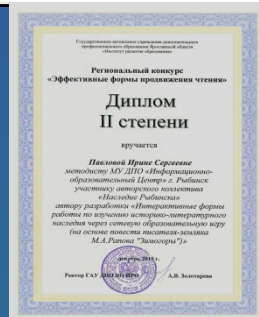 Государственное автономное учреждение дополнительного
профессионального образования Ярославской области
«Институт развития образования»
Региональный конкурс
«Эффективные формы продвижения чтения»
Диплом
II степени
вручается
Павловой Ирине Сергеевне
методисту МУ ДПО «Информационно-
образовательный Центр» г. Рыбинск
участнику авторского коллектива
«Наследие Рыбинска»
автору разработки «Интерактивные формы
работы по изучению историко-литературного
наследия через сетевую образовательную игру
(на основе повести писателя-земляка
М.А.Рапова "Зимогоры")»
декабрь г.
Ректор ГАУ ДПО ЯО ИРО А.В. Золотарева